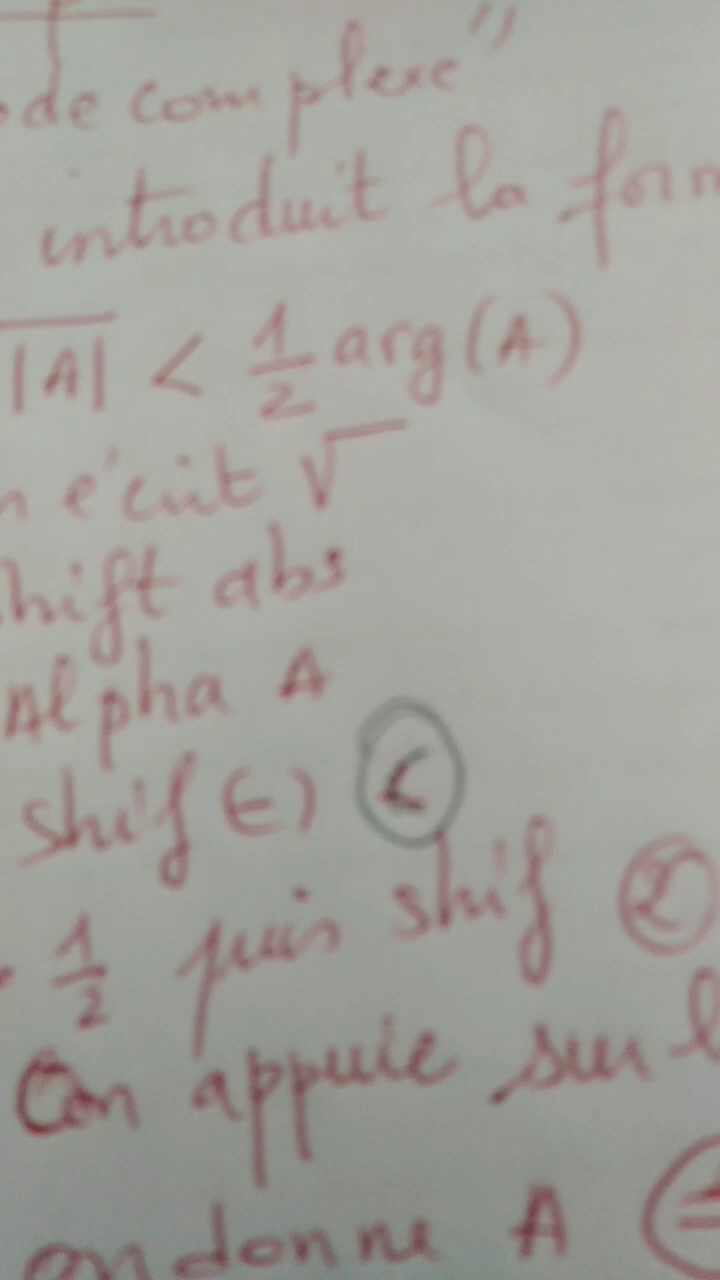 de complexe"
introduit la form
|A| < 1/2 arg(A)
n écrit √
hift abs
Alpha A
shif (-) <
. 1/2 puis shif 2
On appuie sur l
on donne A =